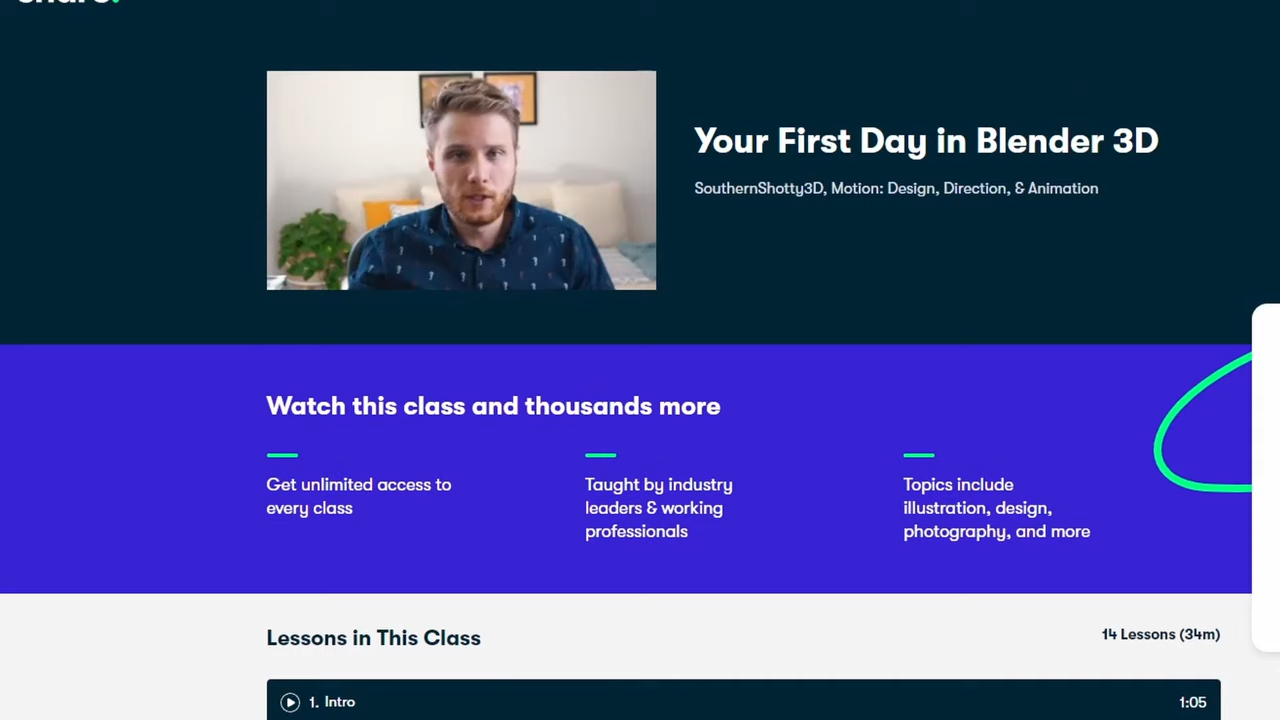 Your First Day in Blender 3D
SouthernShotty3D, Motion: Design, Direction, & Animation
Watch this class and thousands more
Get unlimited access to
every class
Taught by industry
leaders & working
professionals
Topics include
illustration, design,
photography, and more
Lessons in This Class
14 Lessons (34m)
1. Intro
1:05